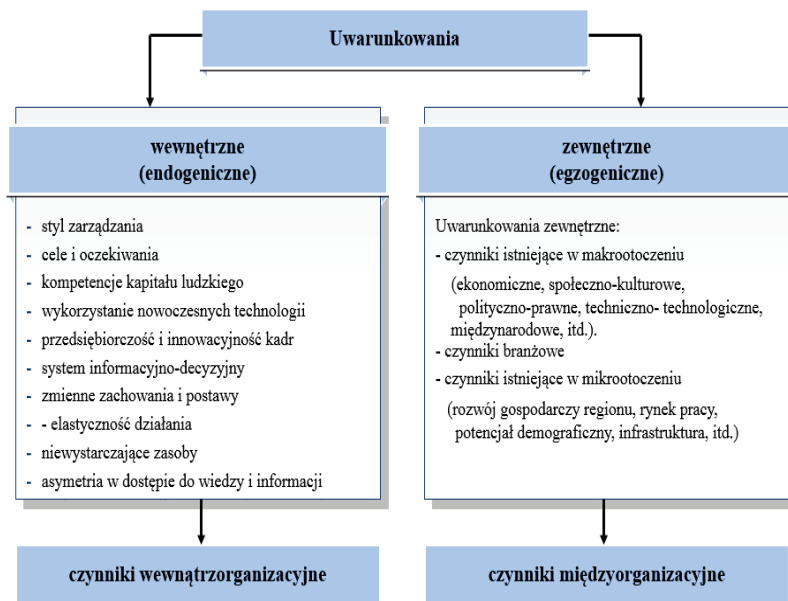 Uwarunkowania
wewnętrzne
(endogeniczne)
- styl zarządzania
- cele i oczekiwania
- kompetencje kapitału ludzkiego
- wykorzystanie nowoczesnych technologii
- przedsiębiorczość i innowacyjność kadr
- system informacyjno-decyzyjny
- zmienne zachowania i postawy
- - elastyczność działania
- niewystarczające zasoby
- asymetria w dostępie do wiedzy i informacji
czynniki wewnątrzorganizacyjne
zewnętrzne
(egzogeniczne)
Uwarunkowania zewnętrzne:
- czynniki istniejące w makrootoczeniu
(ekonomiczne, społeczno-kulturowe,
polityczno-prawne, techniczno- technologiczne,
międzynarodowe, itd.).
- czynniki branżowe
- czynniki istniejące w mikrootoczeniu
(rozwój gospodarczy regionu, rynek pracy,
potencjał demograficzny, infrastruktura, itd.)
czynniki międzyorganizacyjne